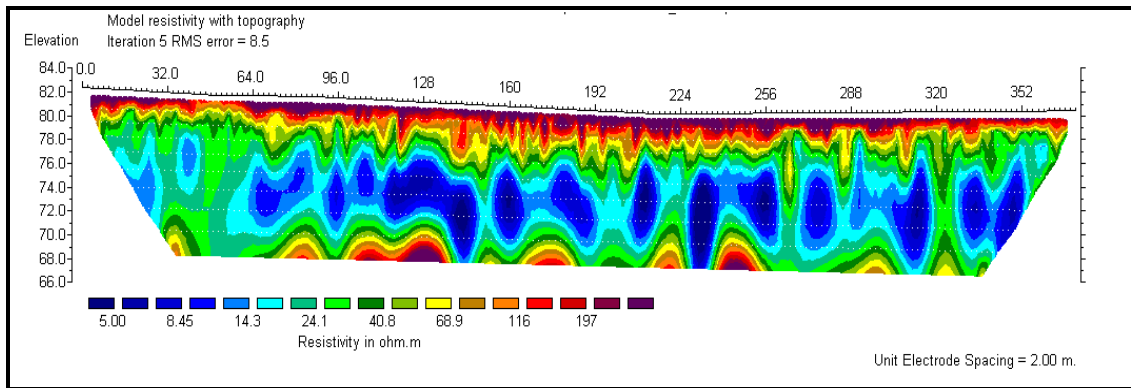 Model resistivity with topography
Elevation Iteration 5 RMS error = 8.5
84.0 0.0 32.0 64.0 96.0 128 160 192 224 256 288 320 352
82.0
80.0
78.0
76.0
74.0
72.0
70.0
68.0
66.0
5.00 8.45 14.3 24.1 40.8 68.9 116 197
Resistivity in ohm.m
Unit Electrode Spacing = 2.00 m.